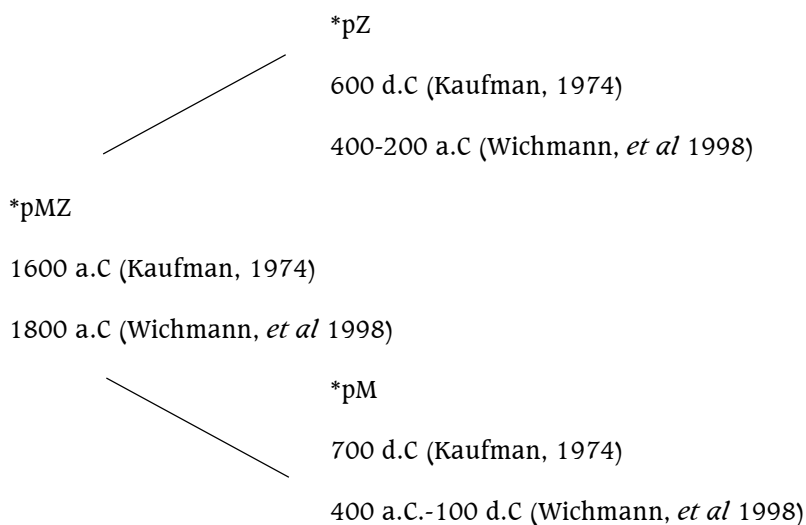 *pZ
600 d.C (Kaufman, 1974)
400-200 a.C (Wichmann, et al 1998)
*pMZ
1600 a.C (Kaufman, 1974)
1800 a.C (Wichmann, et al 1998)
*pM
700 d.C (Kaufman, 1974)
400 a.C.-100 d.C (Wichmann, et al 1998)